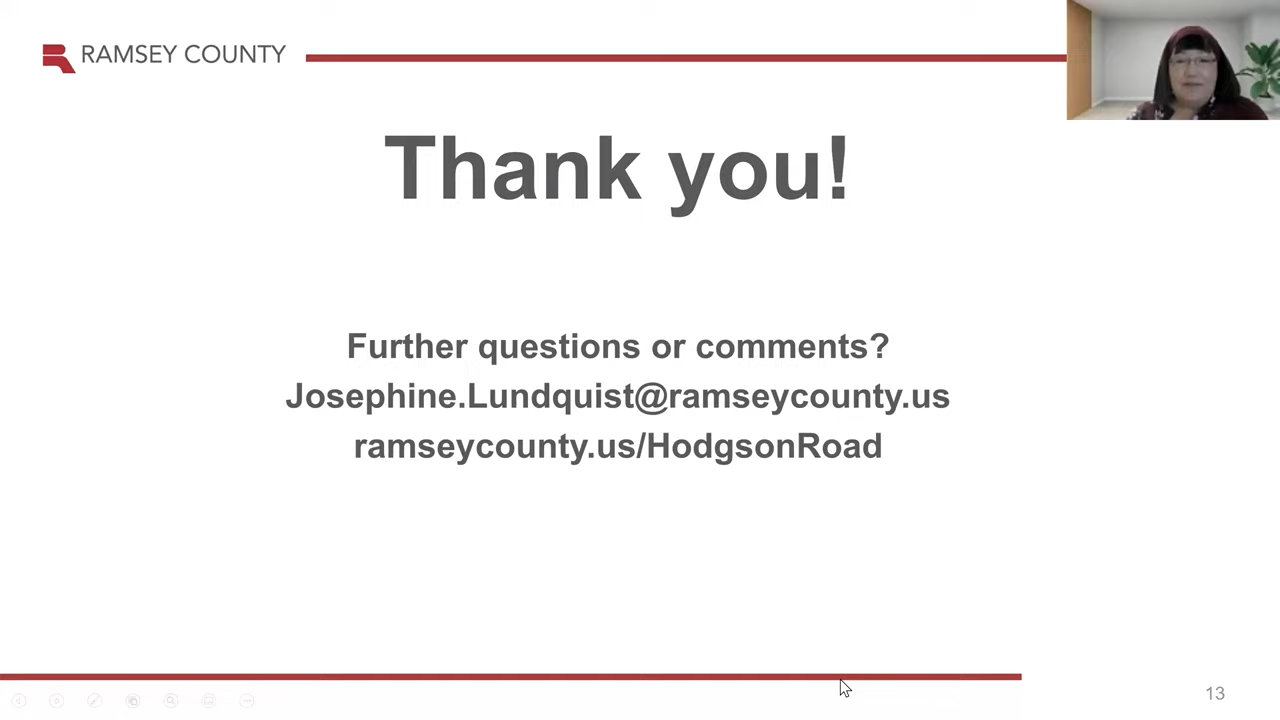 RAMSEY COUNTY
Thank you!
Further questions or comments?
Josephine.Lundquist@ramseycounty.us
ramseycounty.us/HodgsonRoad
13